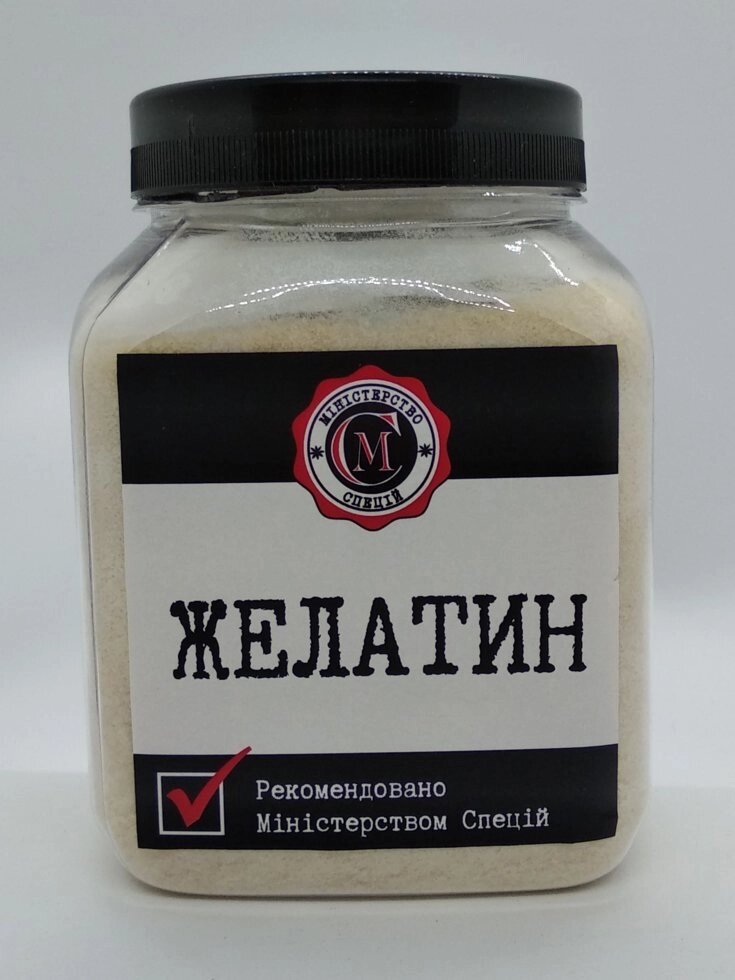 МІНІСТЕРСТВО
СМ
СПЕЦІЙ
ЖЕЛАТИН
Рекомендовано
Міністерством Спецій